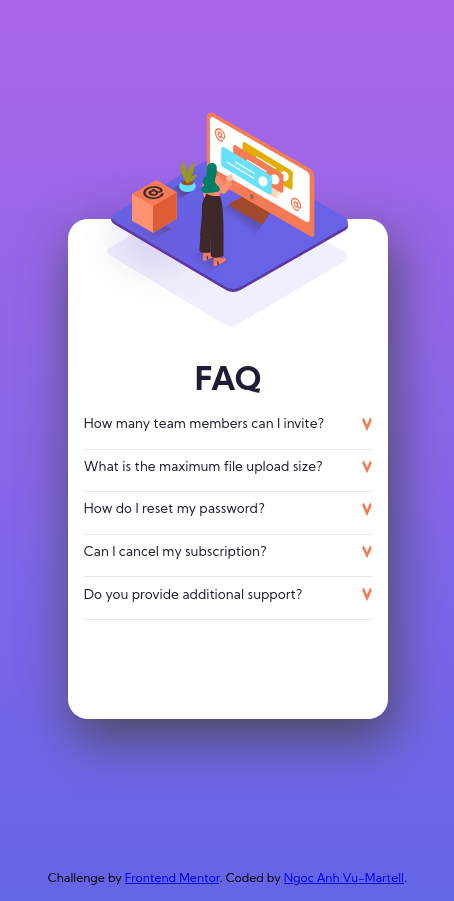 @
@
@
FAQ
How many team members can I invite?
What is the maximum file upload size?
How do I reset my password?
Can I cancel my subscription?
Do you provide additional support?
Challenge by Frontend Mentor. Coded by Ngoc Anh Vu-Martell.